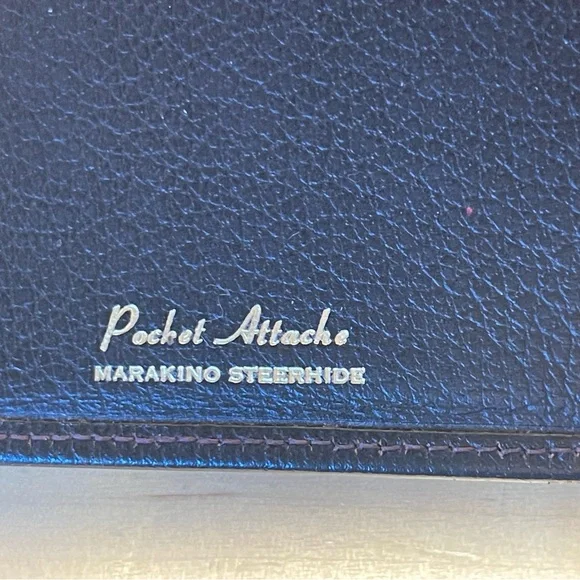 Pocket Attache
MARAKINO STEERHIDE